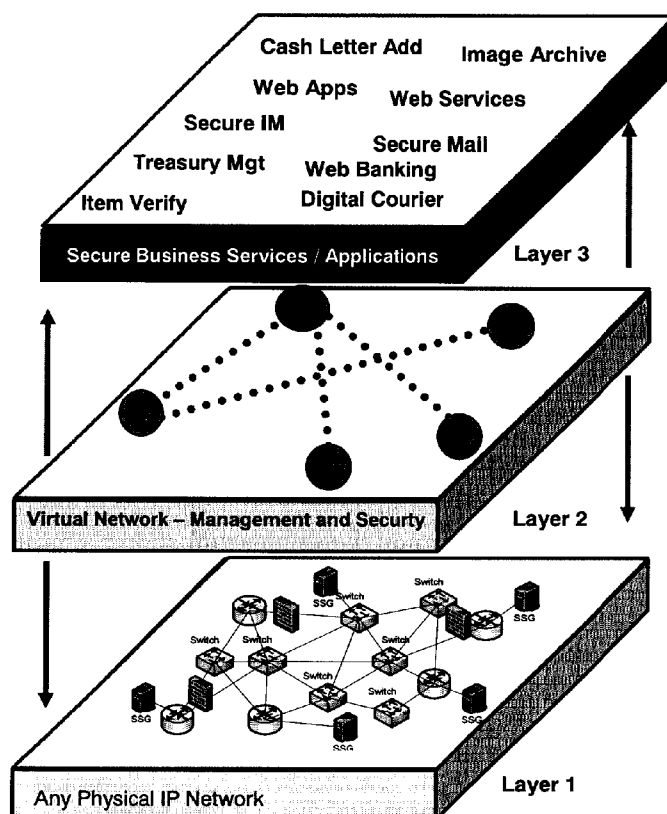 Cash Letter Add
Image Archive
Web Apps
Web Services
Secure IM
Secure Mail
Treasury Mgt
Web Banking
Item Verify
Digital Courier
Secure Business Services / Applications
Layer 3
Virtual Network – Management and Securty
Layer 2
Switch
SSG
Switch
Switch
SSG
Switch
Switch
Switch
Switch
Switch
SSG
SSG
SSG
Any Physical IP Network
Layer 1